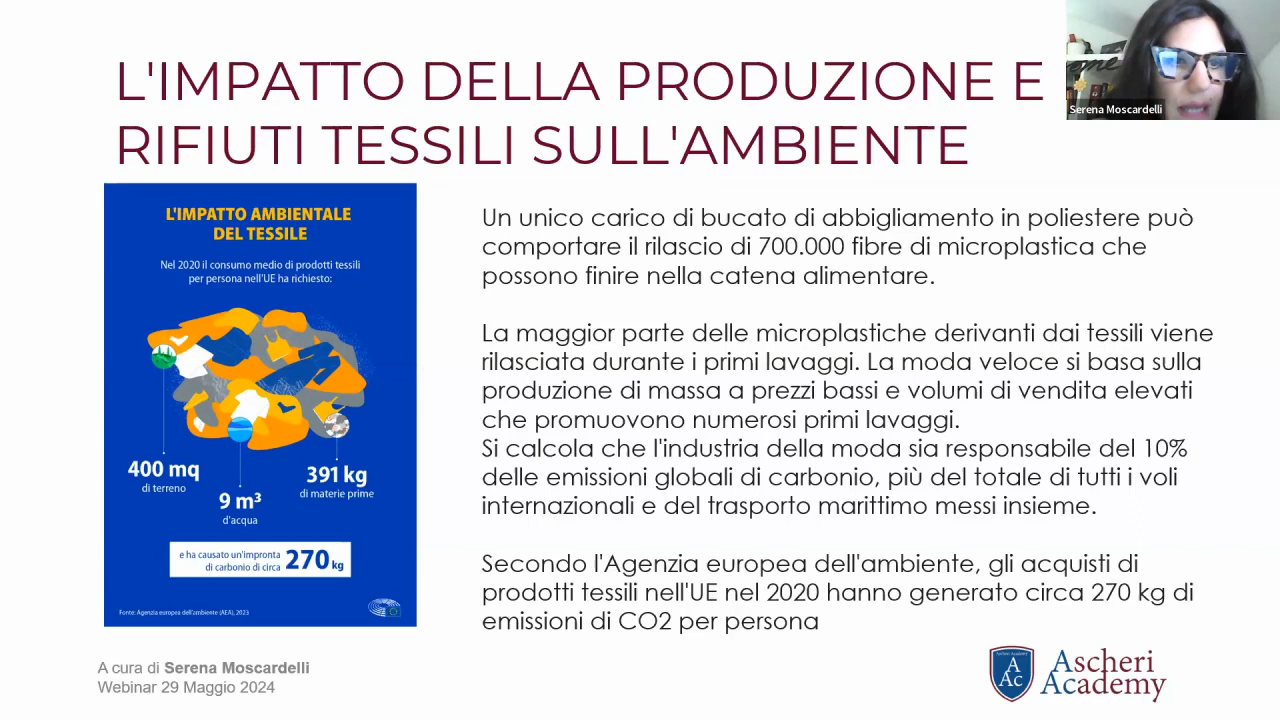 L'IMPATTO DELLA PRODUZIONE E
RIFIUTI TESSILI SULL'AMBIENTE
Serena Moscardelli
L'IMPATTO AMBIENTALE
DEL TESSILE
Nel 2020 il consumo medio di prodotti tessili
per persona nell'UE ha richiesto:
400 mq
di terreno
9 m³
d'acqua
391 kg
di materie prime
e ha causato un'impronta
di carbonio di circa 270 kg
Fonte: Agenzia europea dell'ambiente (AEA), 2023
Un unico carico di bucato di abbigliamento in poliestere può
comportare il rilascio di 700.000 fibre di microplastica che
possono finire nella catena alimentare.
La maggior parte delle microplastiche derivanti dai tessili viene
rilasciata durante i primi lavaggi. La moda veloce si basa sulla
produzione di massa a prezzi bassi e volumi di vendita elevati
che promuovono numerosi primi lavaggi.
Si calcola che l'industria della moda sia responsabile del 10%
delle emissioni globali di carbonio, più del totale di tutti i voli
internazionali e del trasporto marittimo messi insieme.
Secondo l'Agenzia europea dell'ambiente, gli acquisti di
prodotti tessili nell'UE nel 2020 hanno generato circa 270 kg di
emissioni di CO2 per persona
A cura di Serena Moscardelli
Webinar 29 Maggio 2024
Ascheri Academy
A
Ac
Ascheri
Academy